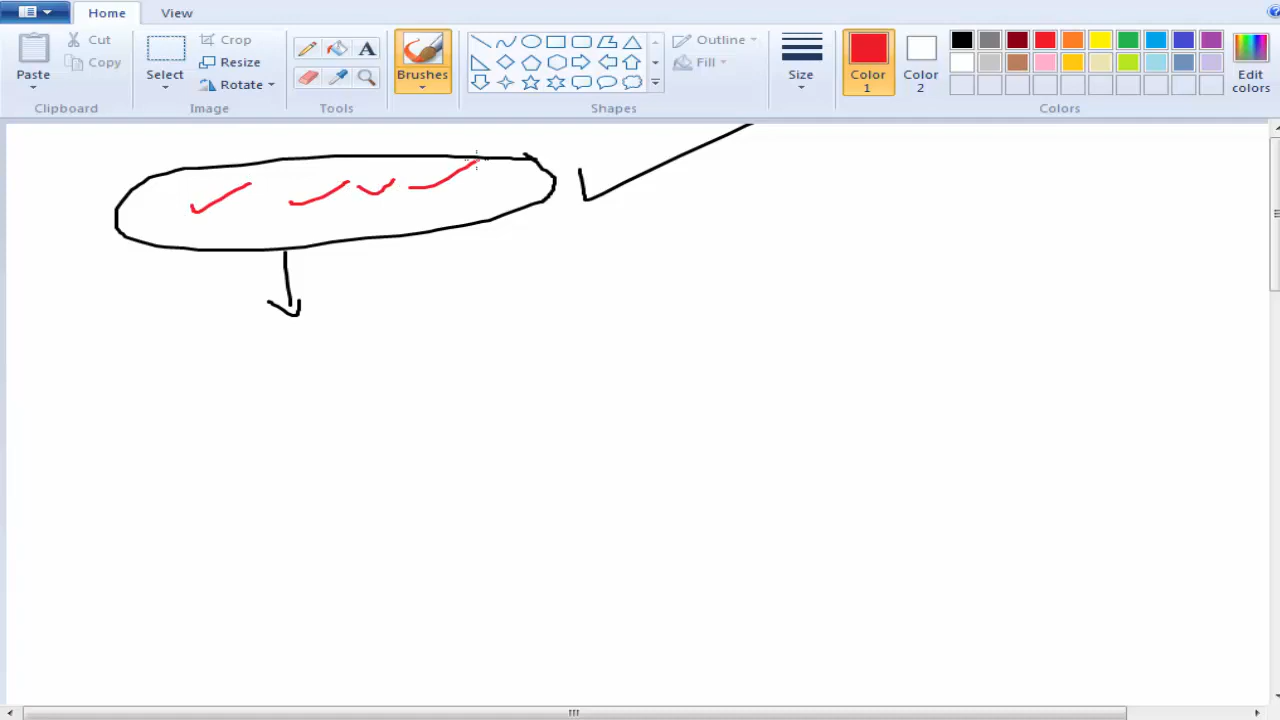 Home View
Cut Crop Outline
Copy Resize Fill
Paste Select Rotate Brushes Size Color 1 Color 2 Edit colors
Clipboard Image Tools Shapes Colors